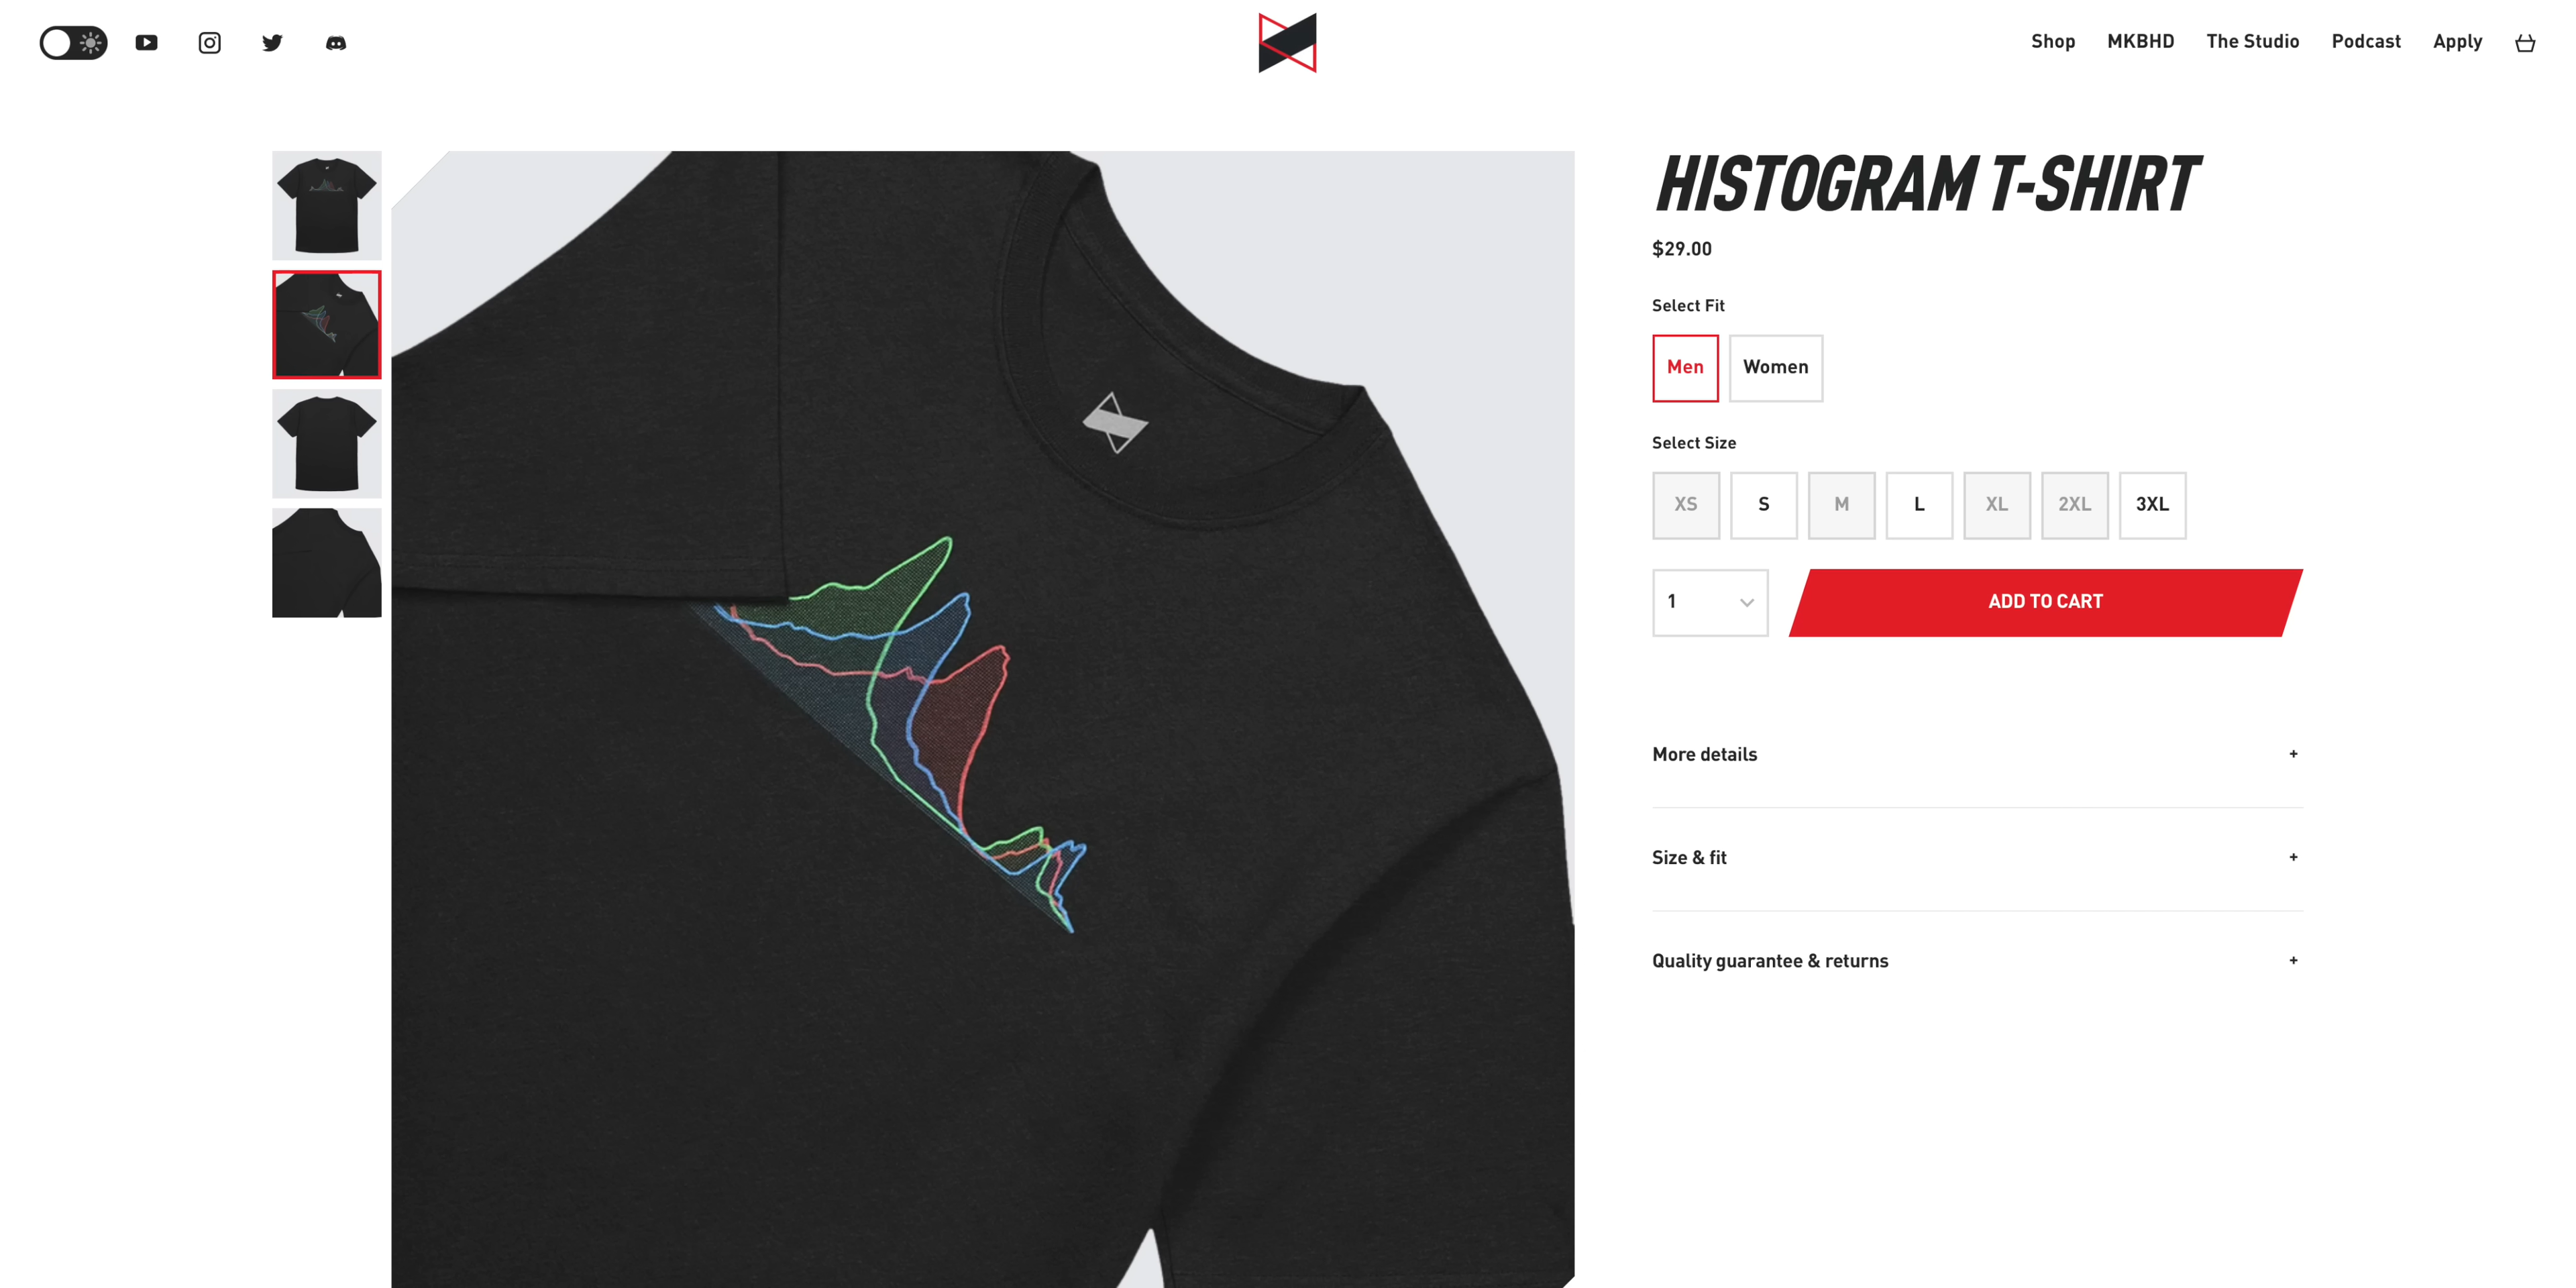 Shop MKBHD The Studio Podcast Apply
HISTOGRAM T-SHIRT
$29.00
Select Fit
Men Women
Select Size
XS S M L XL 2XL 3XL
1 ADD TO CART
More details +
Size & fit +
Quality guarantee & returns +